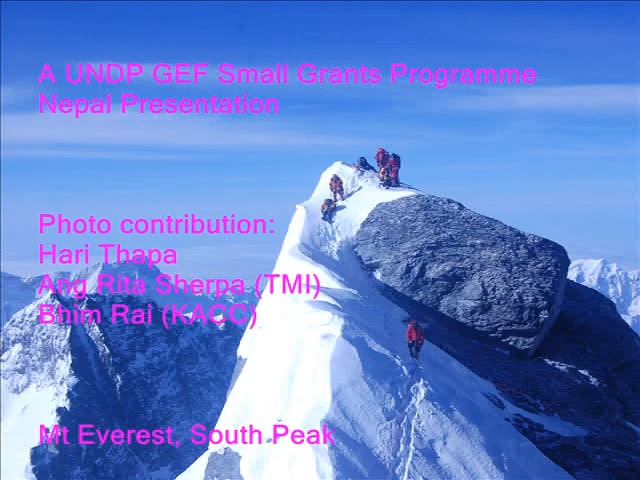 A UNDP GEF Small Grants Programme
Nepal Presentation
Photo contribution:
Hari Thapa
Ang Rita Sherpa (TMI)
Bhim Rai (KACC)
Mt Everest, South Peak